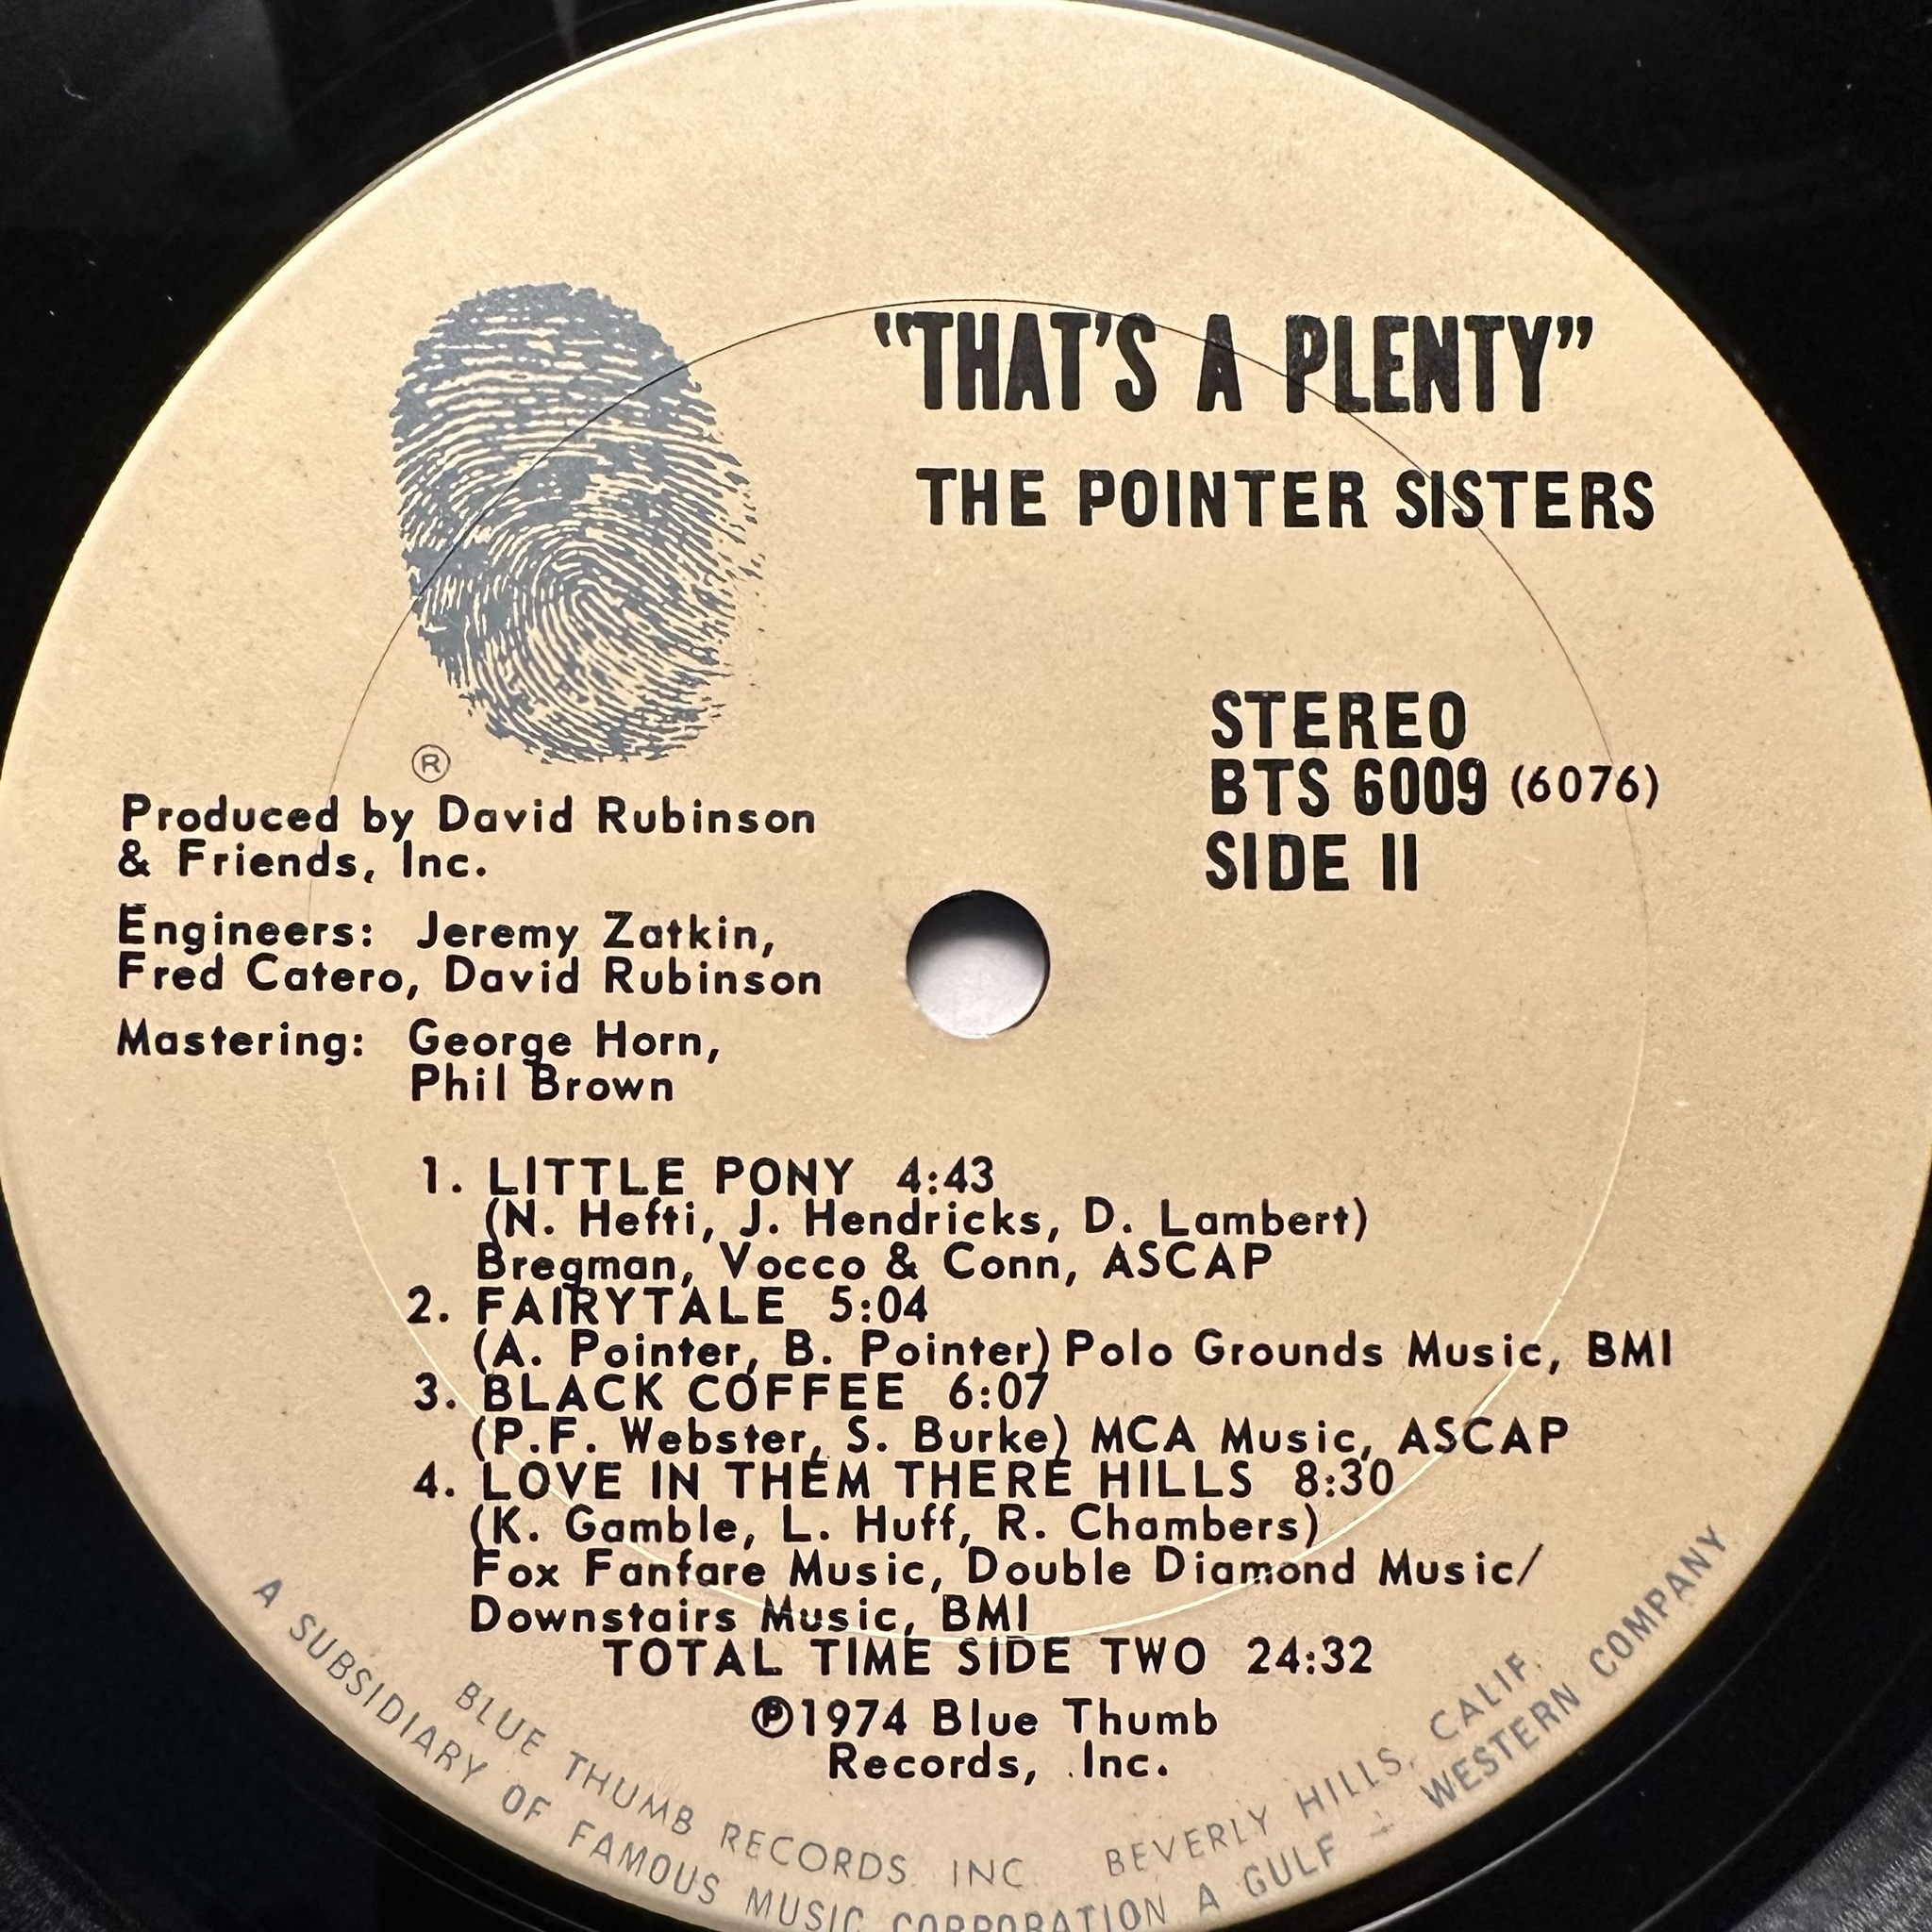 "THAT'S A PLENTY"
THE POINTER SISTERS
STEREO
BTS 6009 (6076)
SIDE II
®
Produced by David Rubinson
& Friends, Inc.
Engineers: Jeremy Zatkin,
Fred Catero, David Rubinson
Mastering: George Horn,
Phil Brown
1. LITTLE PONY 4:43
(N. Hefti, J. Hendricks, D. Lambert)
Bregman, Vocco & Conn, ASCAP
2. FAIRYTALE 5:04
(A. Pointer, B. Pointer) Polo Grounds Music, BMI
3. BLACK COFFEE 6:07
(P.F. Webster, S. Burke) MCA Music, ASCAP
4. LOVE IN THEM THERE HILLS 8:30
(K. Gamble, L. Huff, R. Chambers)
Fox Fanfare Music, Double Diamond Music/
Downstairs Music, BMI
TOTAL TIME SIDE TWO 24:32
℗1974 Blue Thumb
Records, Inc.
BLUE THUMB RECORDS, INC. BEVERLY HILLS, CALIF.
A SUBSIDIARY OF FAMOUS MUSIC CORPORATION A GULF + WESTERN COMPANY